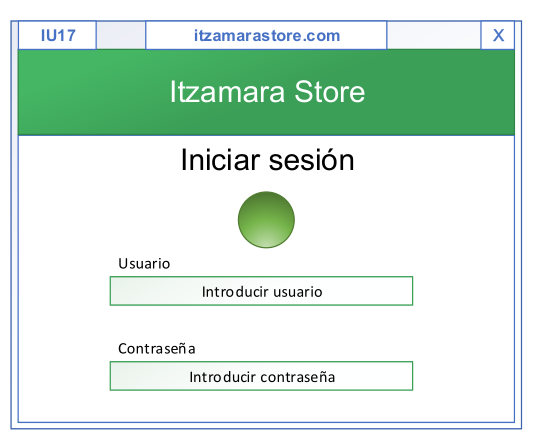 IU17
itzamarastore.com
X
Itzamara Store
Iniciar sesión
Usuario
Introducir usuario
Contraseña
Introducir contraseña